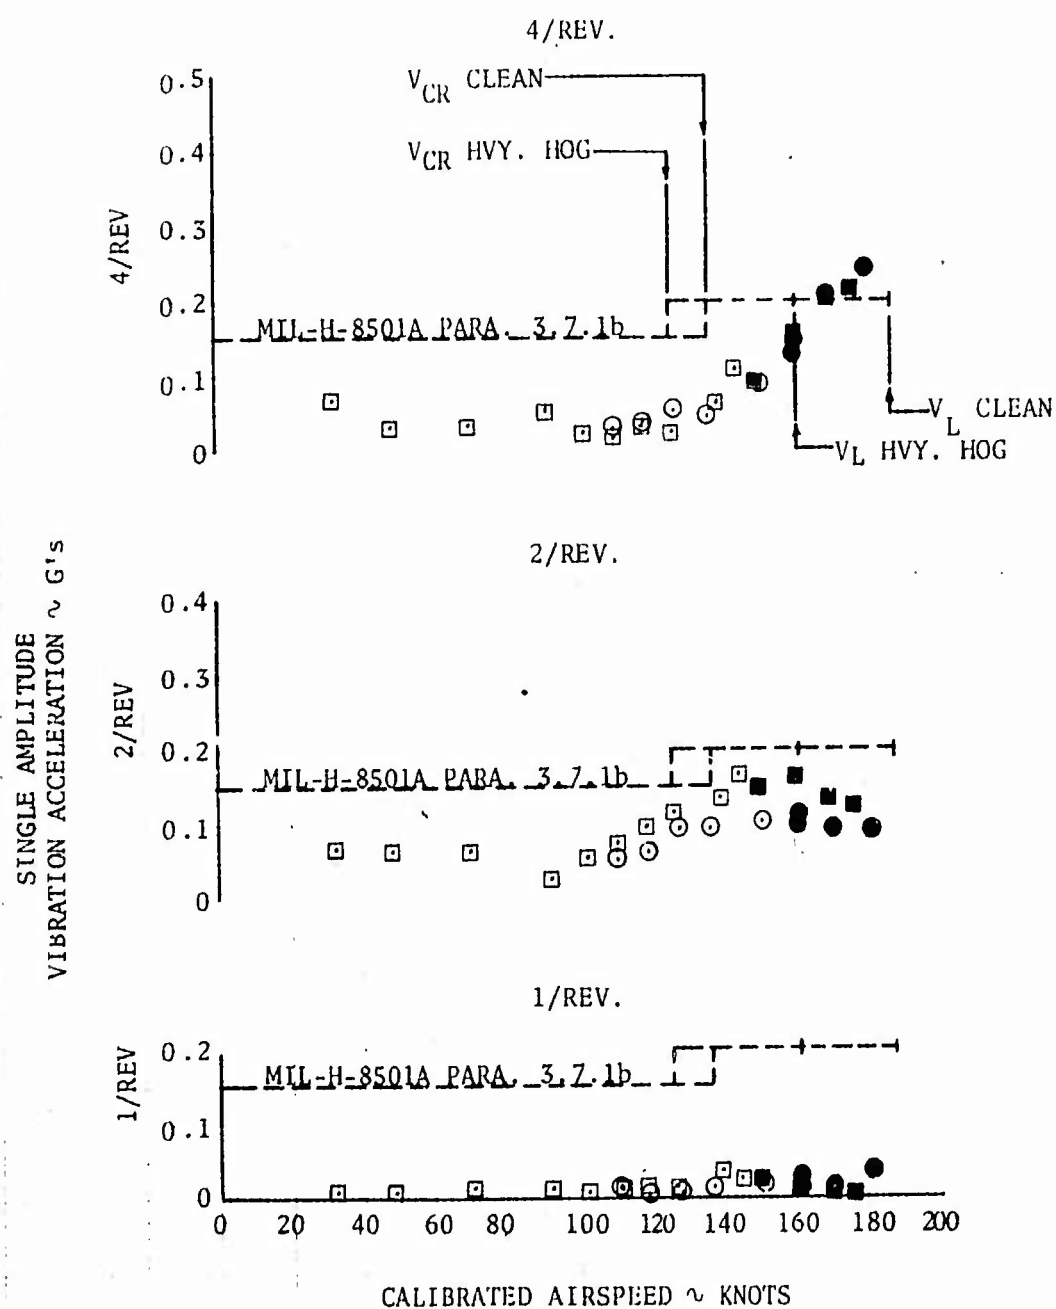 4/REV.
0.5
V_CR CLEAN
0.4
V_CR HVY. HOG
4/REV
0.3
0.2
MIL-H-8501A PARA. 3.7.1b
0.1
V_L CLEAN
0
V_L HVY. HOG
SINGLE AMPLITUDE
VIBRATION ACCELERATION ~ G's
2/REV.
0.4
0.3
2/REV
0.2
MIL-H-8501A PARA. 3.7.1b
0.1
0
1/REV.
0.2
1/REV
MIL-H-8501A PARA. 3.7.1b
0.1
0
0 20 40 60 80 100 120 140 160 180 200
CALIBRATED AIRSPEED ~ KNOTS